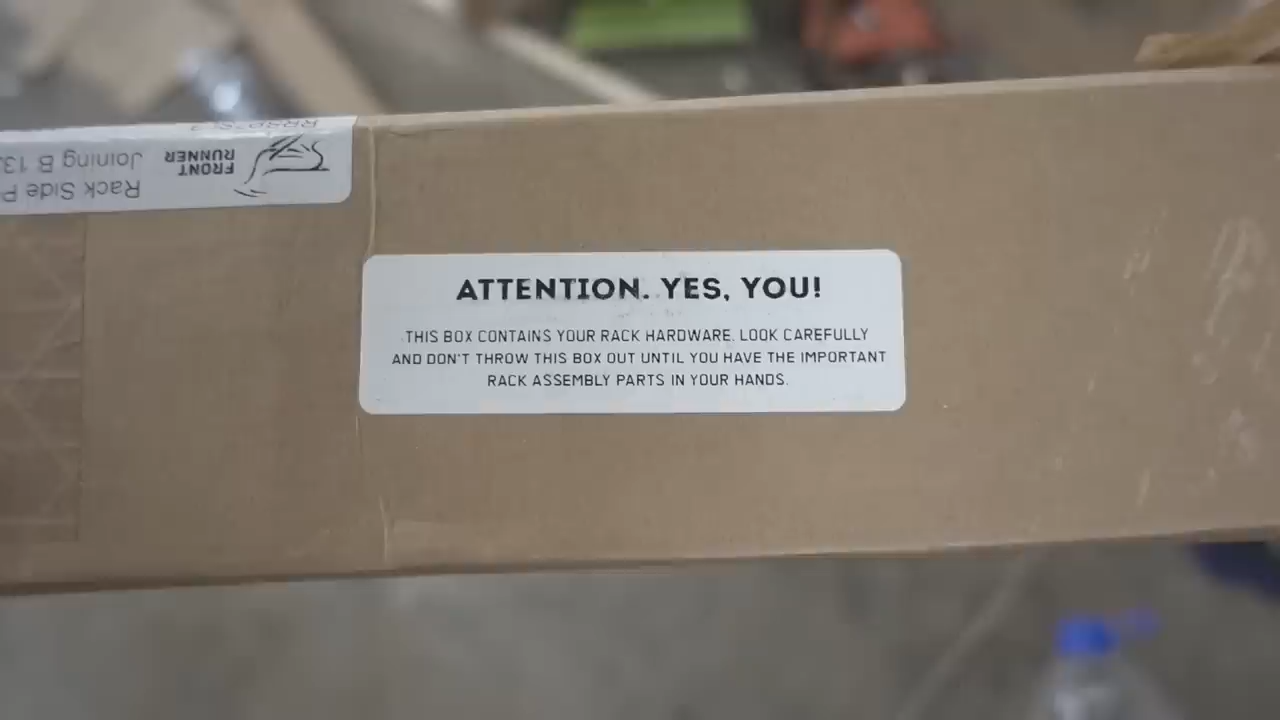 FRONT
RUNNER
Rack Side
Joining B 13
ATTENTION. YES, YOU!
THIS BOX CONTAINS YOUR RACK HARDWARE. LOOK CAREFULLY
AND DON'T THROW THIS BOX OUT UNTIL YOU HAVE THE IMPORTANT
RACK ASSEMBLY PARTS IN YOUR HANDS.